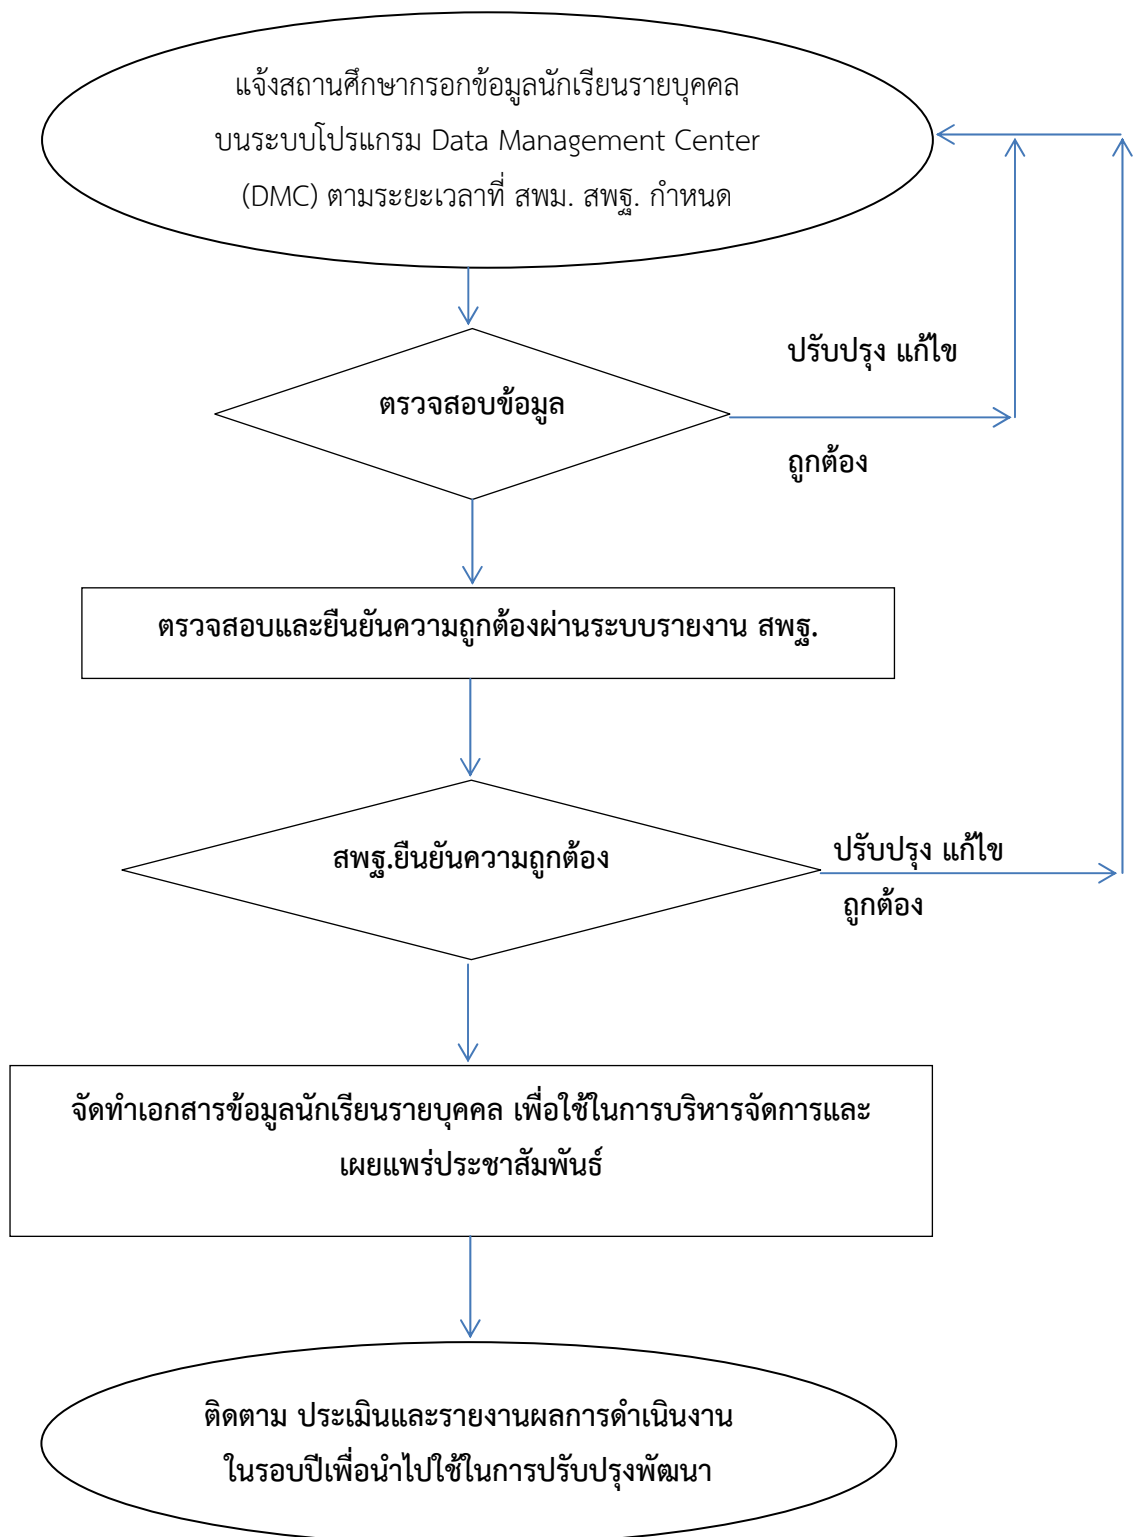 แจ้งสถานศึกษากรอกข้อมูลนักเรียนรายบุคคล
บนระบบโปรแกรม Data Management Center
(DMC) ตามระยะเวลาที่ สพม. สพฐ. กำหนด
ปรับปรุง แก้ไข
ตรวจสอบข้อมูล
ถูกต้อง
ตรวจสอบและยืนยันความถูกต้องผ่านระบบรายงาน สพฐ.
สพฐ.ยืนยันความถูกต้อง
ปรับปรุง แก้ไข
ถูกต้อง
จัดทำเอกสารข้อมูลนักเรียนรายบุคคล เพื่อใช้ในการบริหารจัดการและ
เผยแพร่ประชาสัมพันธ์
ติดตาม ประเมินและรายงานผลการดำเนินงาน
ในรอบปีเพื่อนำไปใช้ในการปรับปรุงพัฒนา